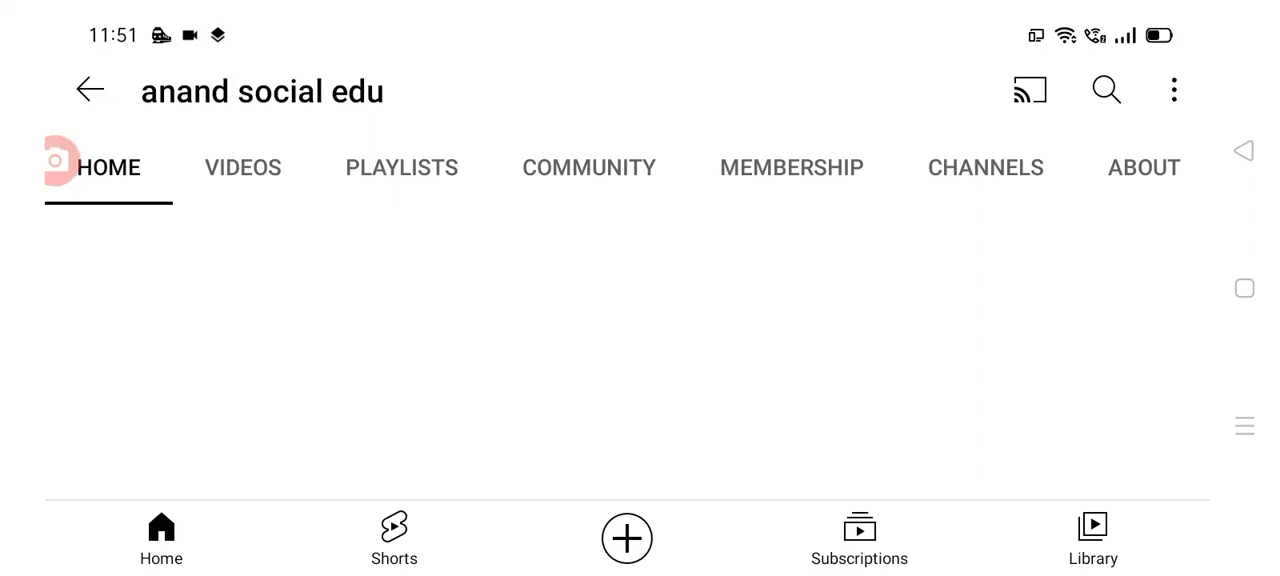 11:51
anand social edu
HOME VIDEOS PLAYLISTS COMMUNITY MEMBERSHIP CHANNELS ABOUT
Home Shorts Subscriptions Library